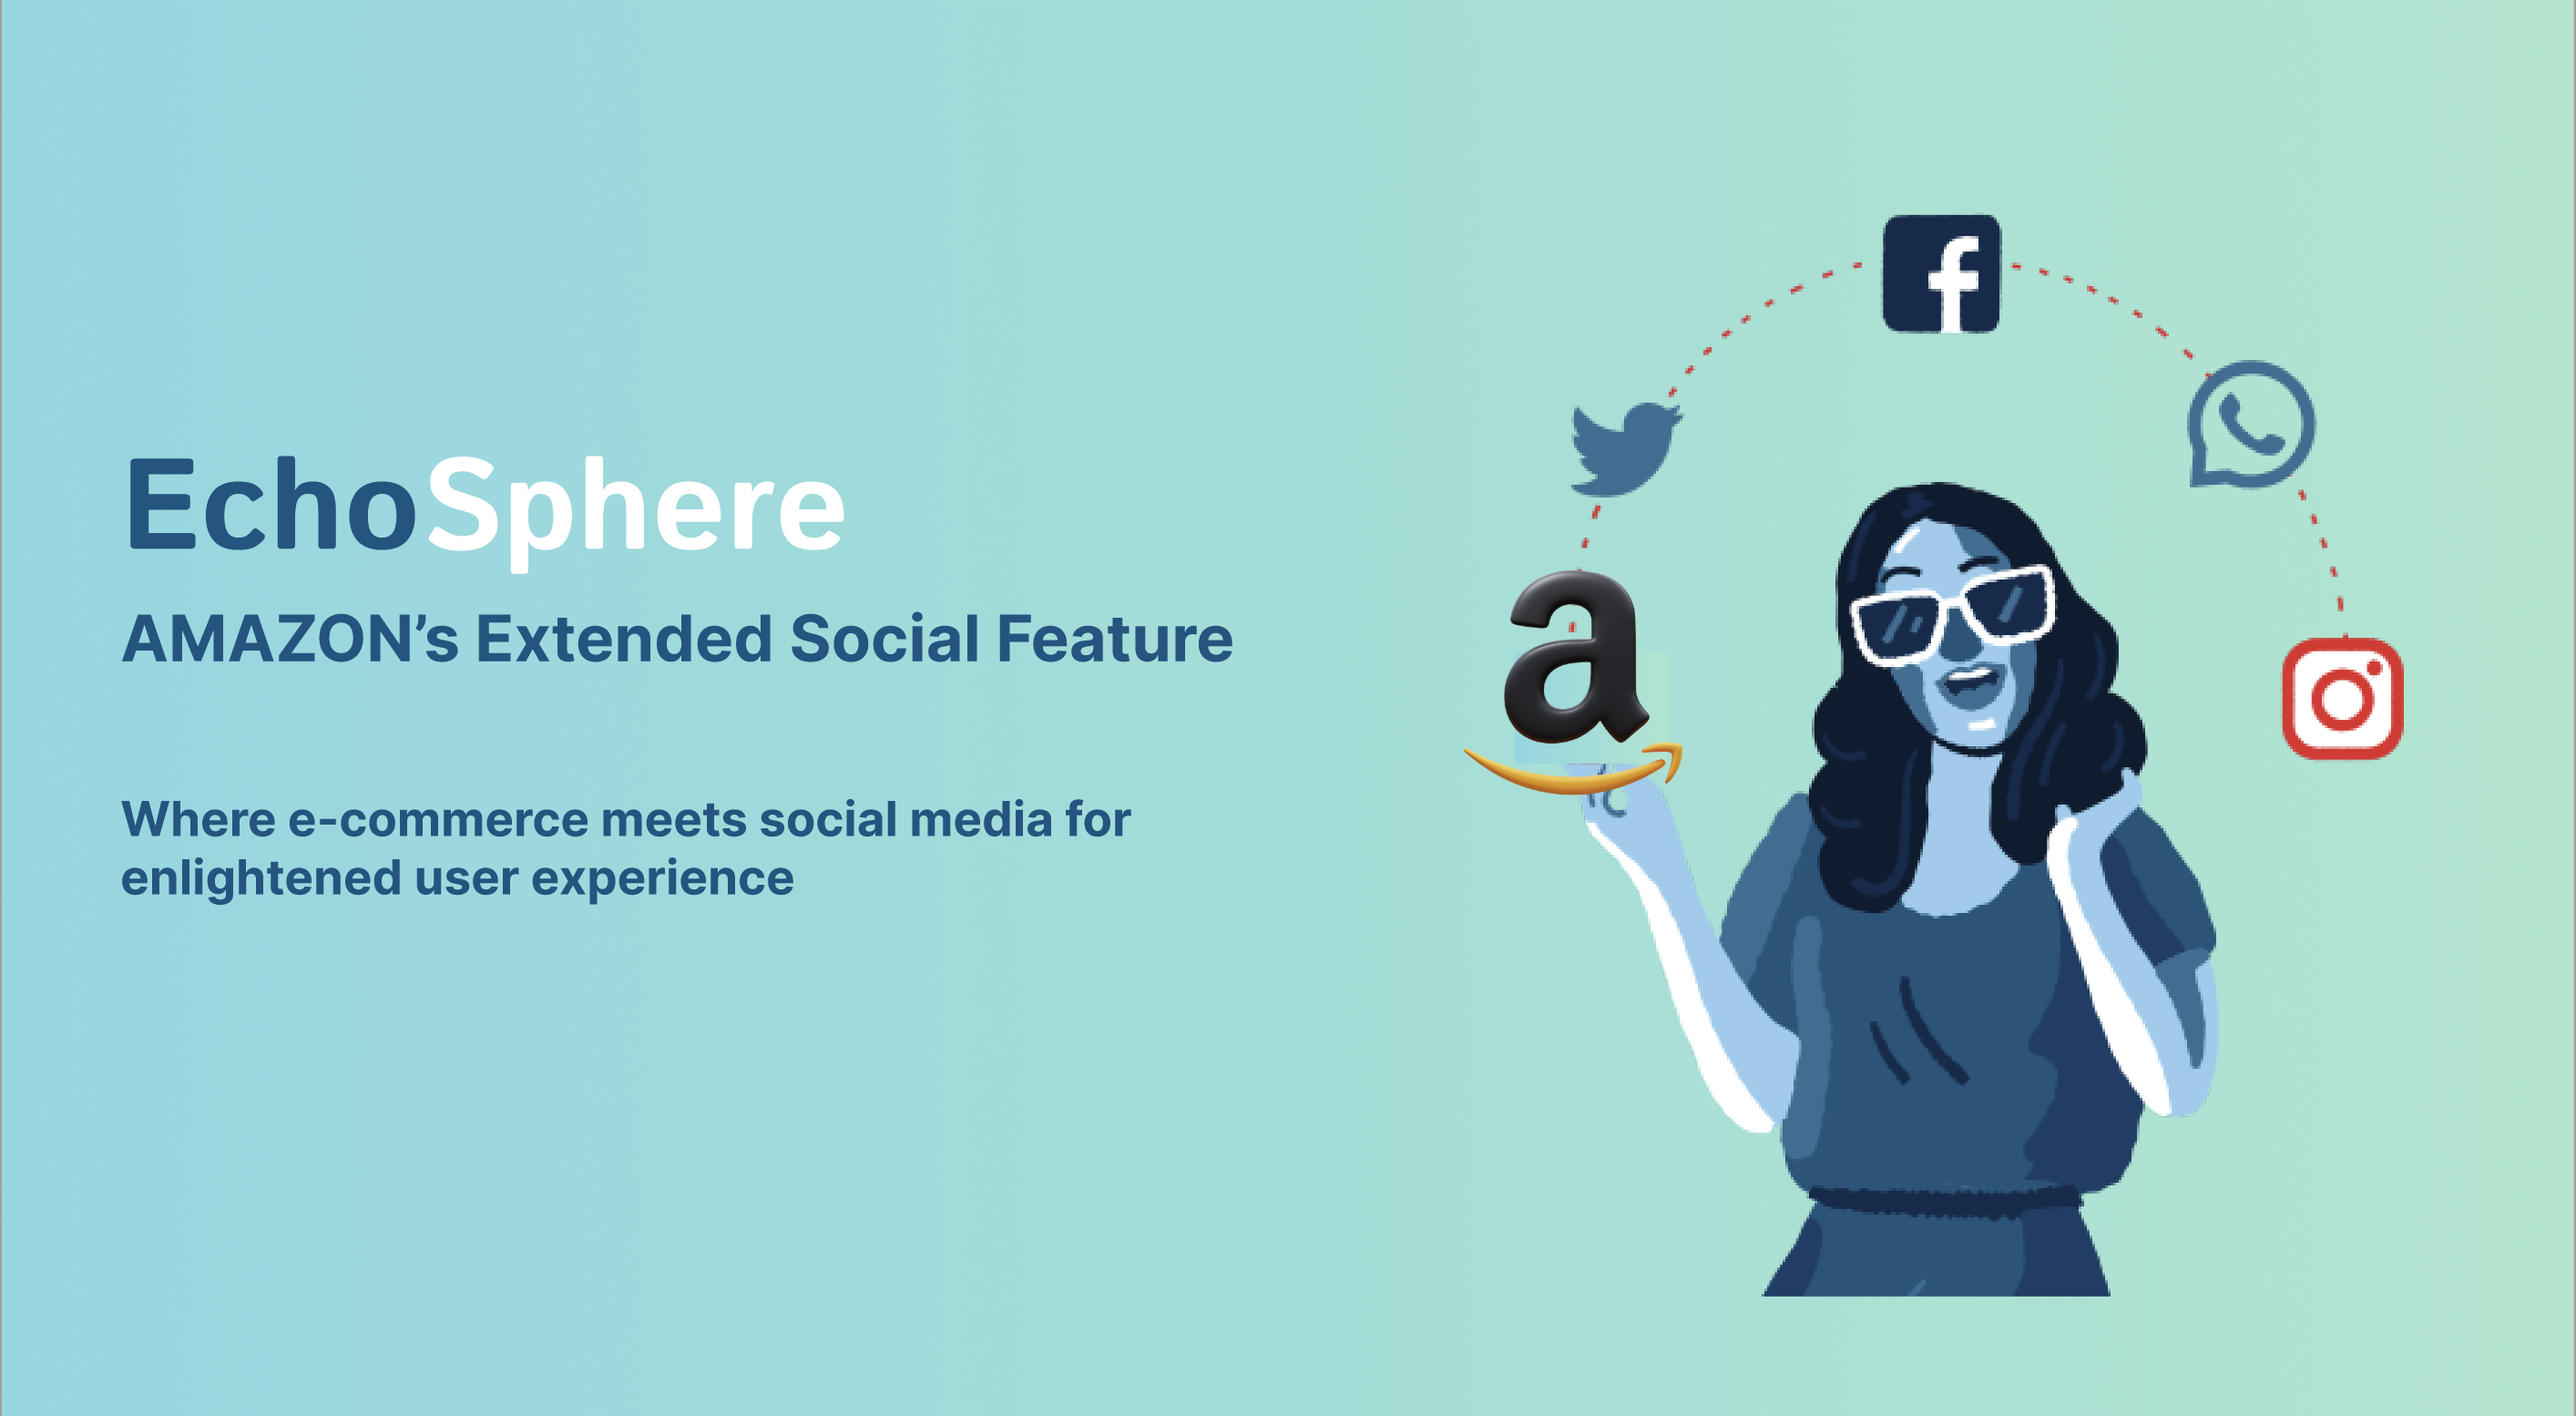 EchoSphere
AMAZON’s Extended Social Feature
Where e-commerce meets social media for
enlightened user experience
f
a